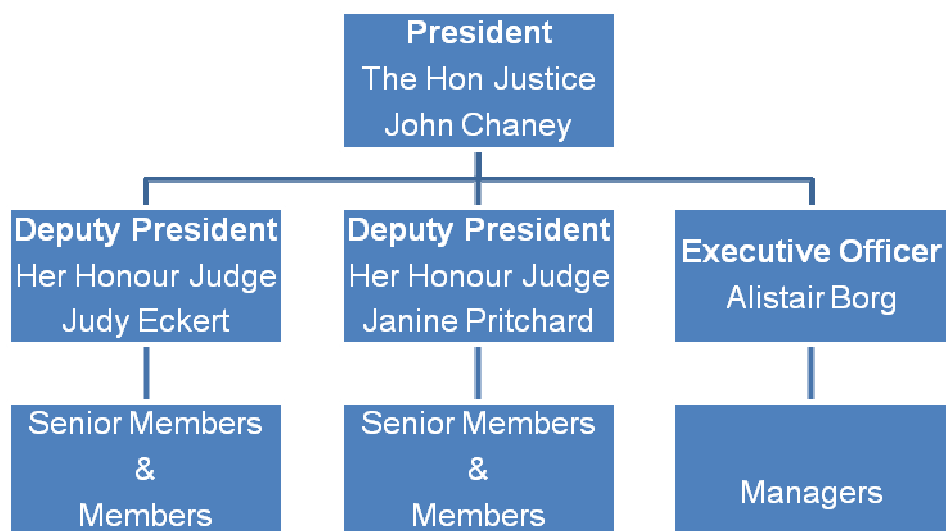 President
The Hon Justice
John Chaney
Deputy President
Her Honour Judge
Judy Eckert
Deputy President
Her Honour Judge
Janine Pritchard
Executive Officer
Alistair Borg
Senior Members
&
Members
Senior Members
&
Members
Managers